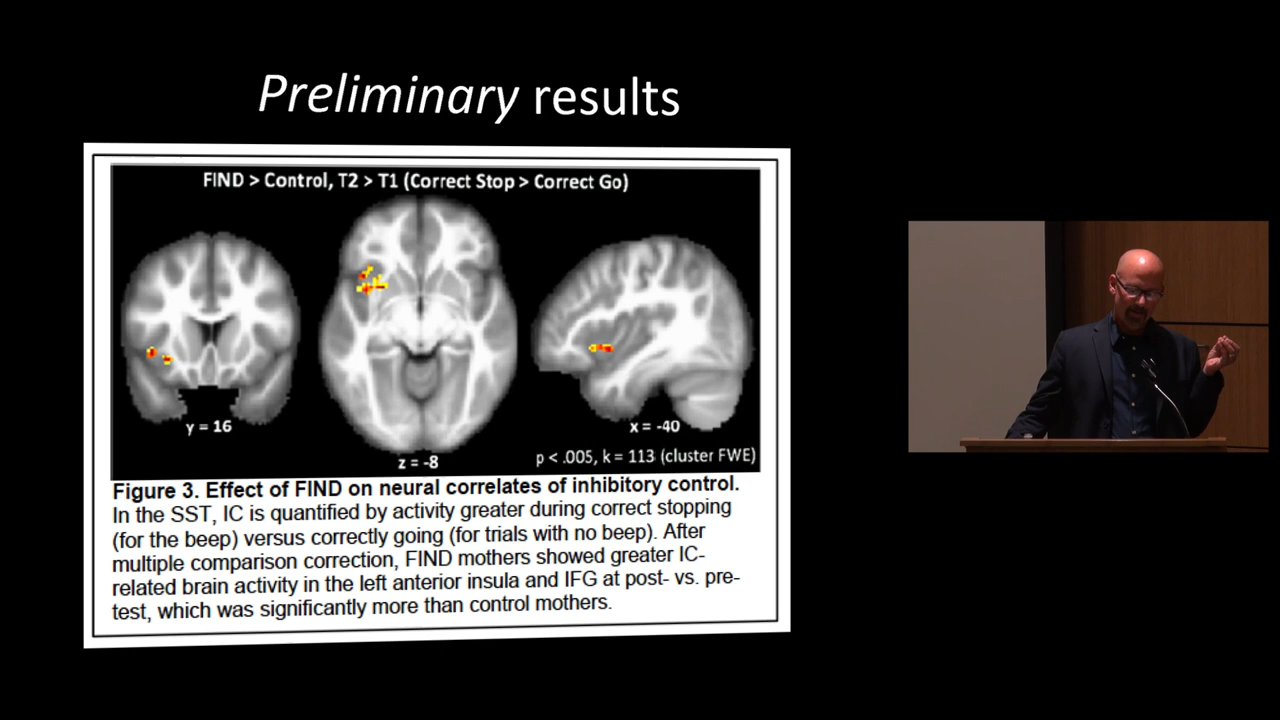 Preliminary results
FIND > Control, T2 > T1 (Correct Stop > Correct Go)
y = 16
z = -8
x = -40
p < .005, k = 113 (cluster FWE)
Figure 3. Effect of FIND on neural correlates of inhibitory control.
In the SST, IC is quantified by activity greater during correct stopping
(for the beep) versus correctly going (for trials with no beep). After
multiple comparison correction, FIND mothers showed greater IC-
related brain activity in the left anterior insula and IFG at post- vs. pre-
test, which was significantly more than control mothers.